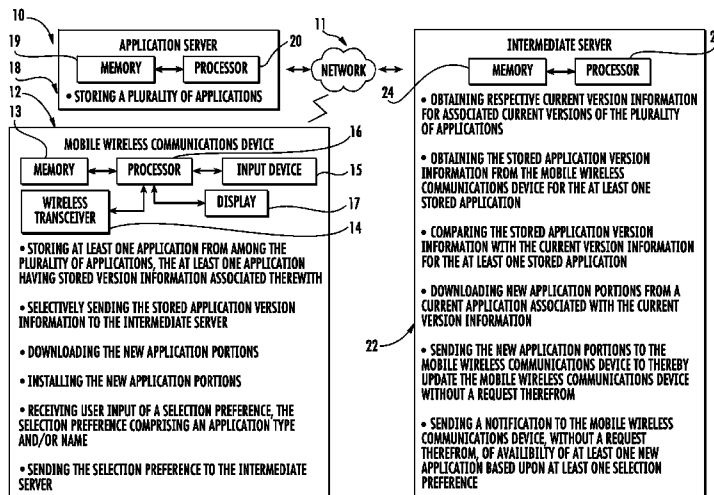 10
19
18
12
13
APPLICATION SERVER
MEMORY
PROCESSOR
20
• STORING A PLURALITY OF APPLICATIONS
11
NETWORK
MOBILE WIRELESS COMMUNICATIONS DEVICE
16
MEMORY
PROCESSOR
INPUT DEVICE
15
WIRELESS
TRANSCEIVER
DISPLAY
17
14
• STORING AT LEAST ONE APPLICATION FROM AMONG THE
PLURALITY OF APPLICATIONS, THE AT LEAST ONE APPLICATION
HAVING STORED VERSION INFORMATION ASSOCIATED THEREWITH
• SELECTIVELY SENDING THE STORED APPLICATION VERSION
INFORMATION TO THE INTERMEDIATE SERVER
• DOWNLOADING THE NEW APPLICATION PORTIONS
• INSTALLING THE NEW APPLICATION PORTIONS
• RECEIVING USER INPUT OF A SELECTION PREFERENCE, THE
SELECTION PREFERENCE COMPRISING AN APPLICATION TYPE
AND/OR NAME
• SENDING THE SELECTION PREFERENCE TO THE INTERMEDIATE
SERVER
INTERMEDIATE SERVER
MEMORY
PROCESSOR
24
• OBTAINING RESPECTIVE CURRENT VERSION INFORMATION
FOR ASSOCIATED CURRENT VERSIONS OF THE PLURALITY
OF APPLICATIONS
• OBTAINING THE STORED APPLICATION VERSION
INFORMATION FROM THE MOBILE WIRELESS
COMMUNICATIONS DEVICE FOR THE AT LEAST ONE
STORED APPLICATION
• COMPARING THE STORED APPLICATION VERSION
INFORMATION WITH THE CURRENT VERSION INFORMATION
FOR THE AT LEAST ONE STORED APPLICATION
• DOWNLOADING NEW APPLICATION PORTIONS FROM A
CURRENT APPLICATION ASSOCIATED WITH THE CURRENT
VERSION INFORMATION
22
• SENDING THE NEW APPLICATION PORTIONS TO THE
MOBILE WIRELESS COMMUNICATIONS DEVICE TO THEREBY
UPDATE THE MOBILE WIRELESS COMMUNICATIONS DEVICE
WITHOUT A REQUEST THEREFROM
• SENDING A NOTIFICATION TO THE MOBILE WIRELESS
COMMUNICATIONS DEVICE, WITHOUT A REQUEST
THEREFROM, OF AVAILIBILTY OF AT LEAST ONE NEW
APPLICATION BASED UPON AT LEAST ONE SELECTION
PREFERENCE